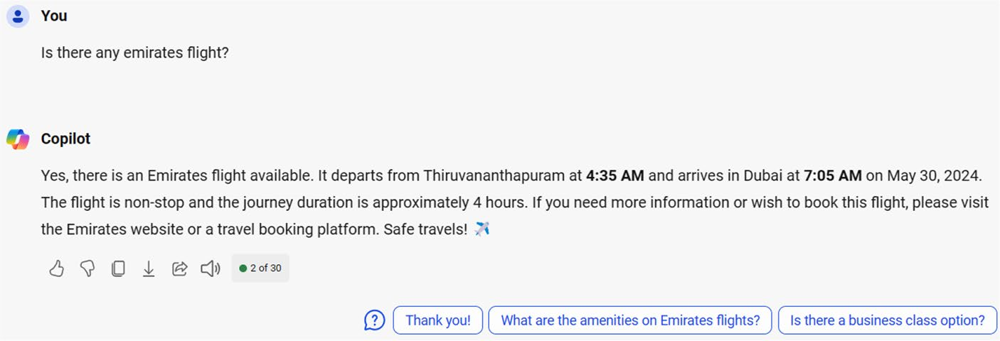 You
Is there any emirates flight?
Copilot
Yes, there is an Emirates flight available. It departs from Thiruvananthapuram at 4:35 AM and arrives in Dubai at 7:05 AM on May 30, 2024.
The flight is non-stop and the journey duration is approximately 4 hours. If you need more information or wish to book this flight, please visit
the Emirates website or a travel booking platform. Safe travels! ✈️
2 of 30
Thank you! What are the amenities on Emirates flights? Is there a business class option?